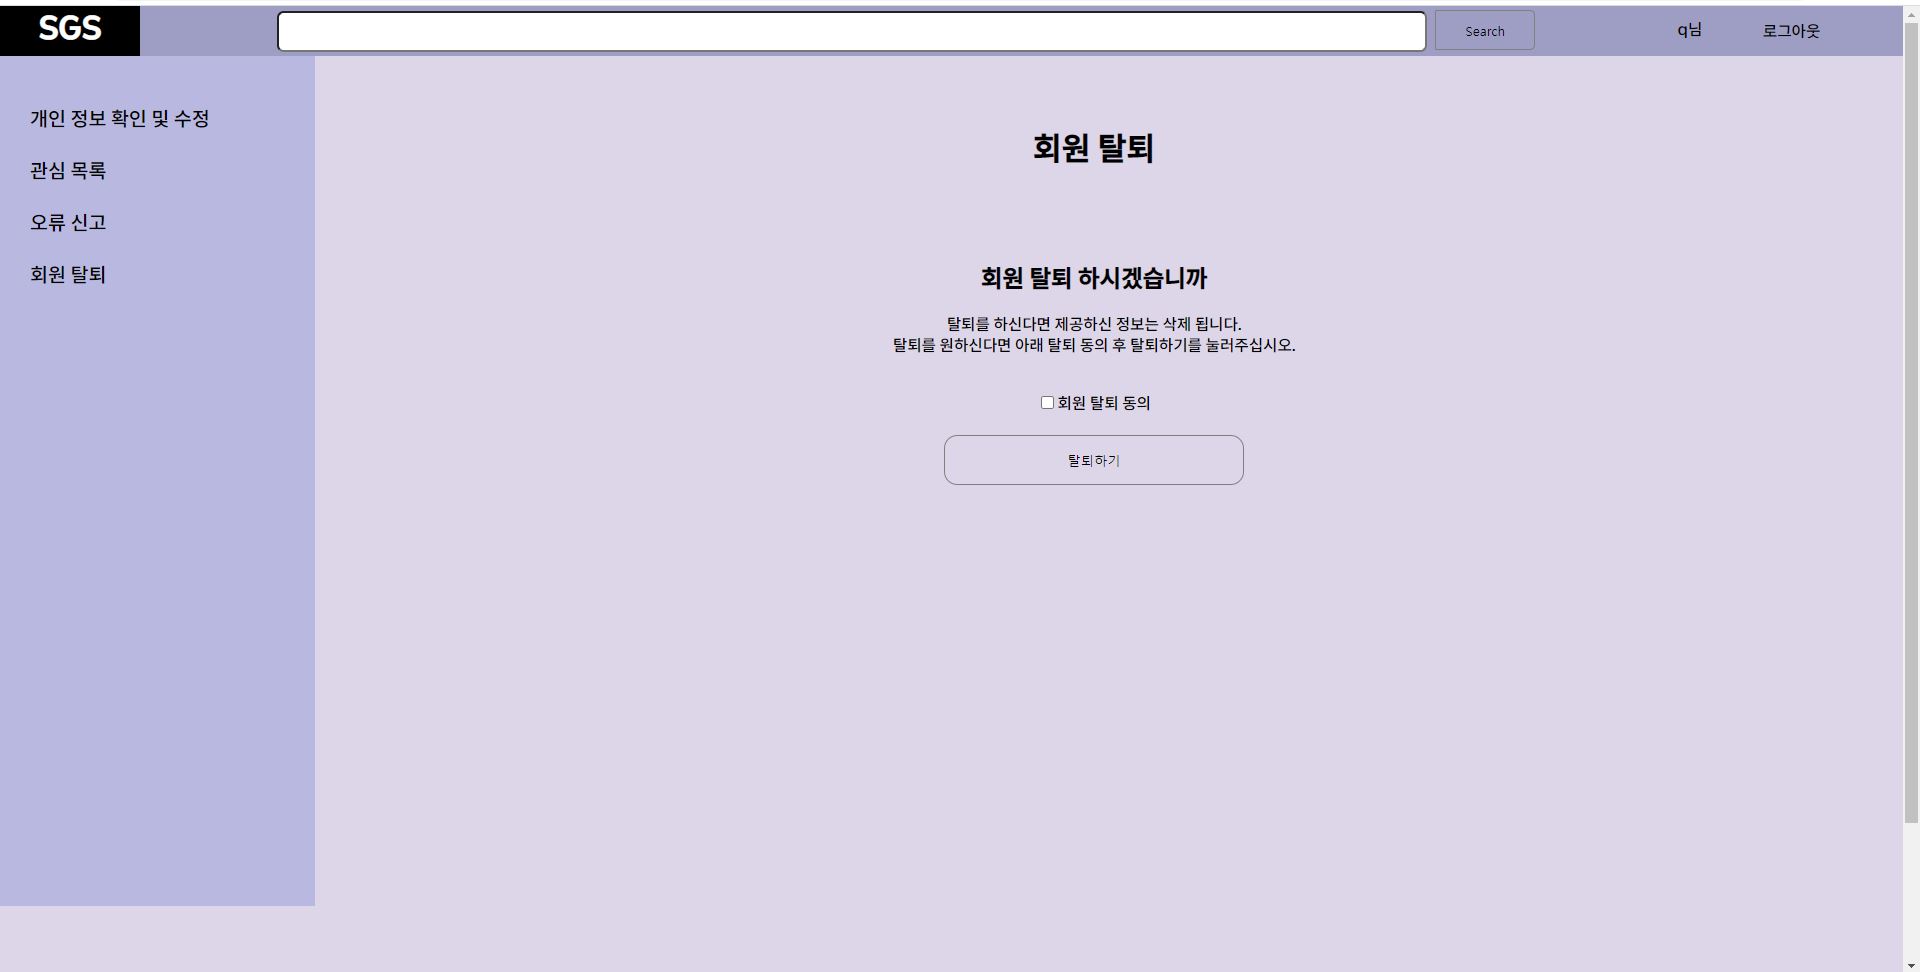 SGS
Search
q님
로그아웃
개인 정보 확인 및 수정
관심 목록
오류 신고
회원 탈퇴
회원 탈퇴
회원 탈퇴 하시겠습니까
탈퇴를 하신다면 제공하신 정보는 삭제 됩니다.
탈퇴를 원하신다면 아래 탈퇴 동의 후 탈퇴하기를 눌러주십시오.
회원 탈퇴 동의
탈퇴하기